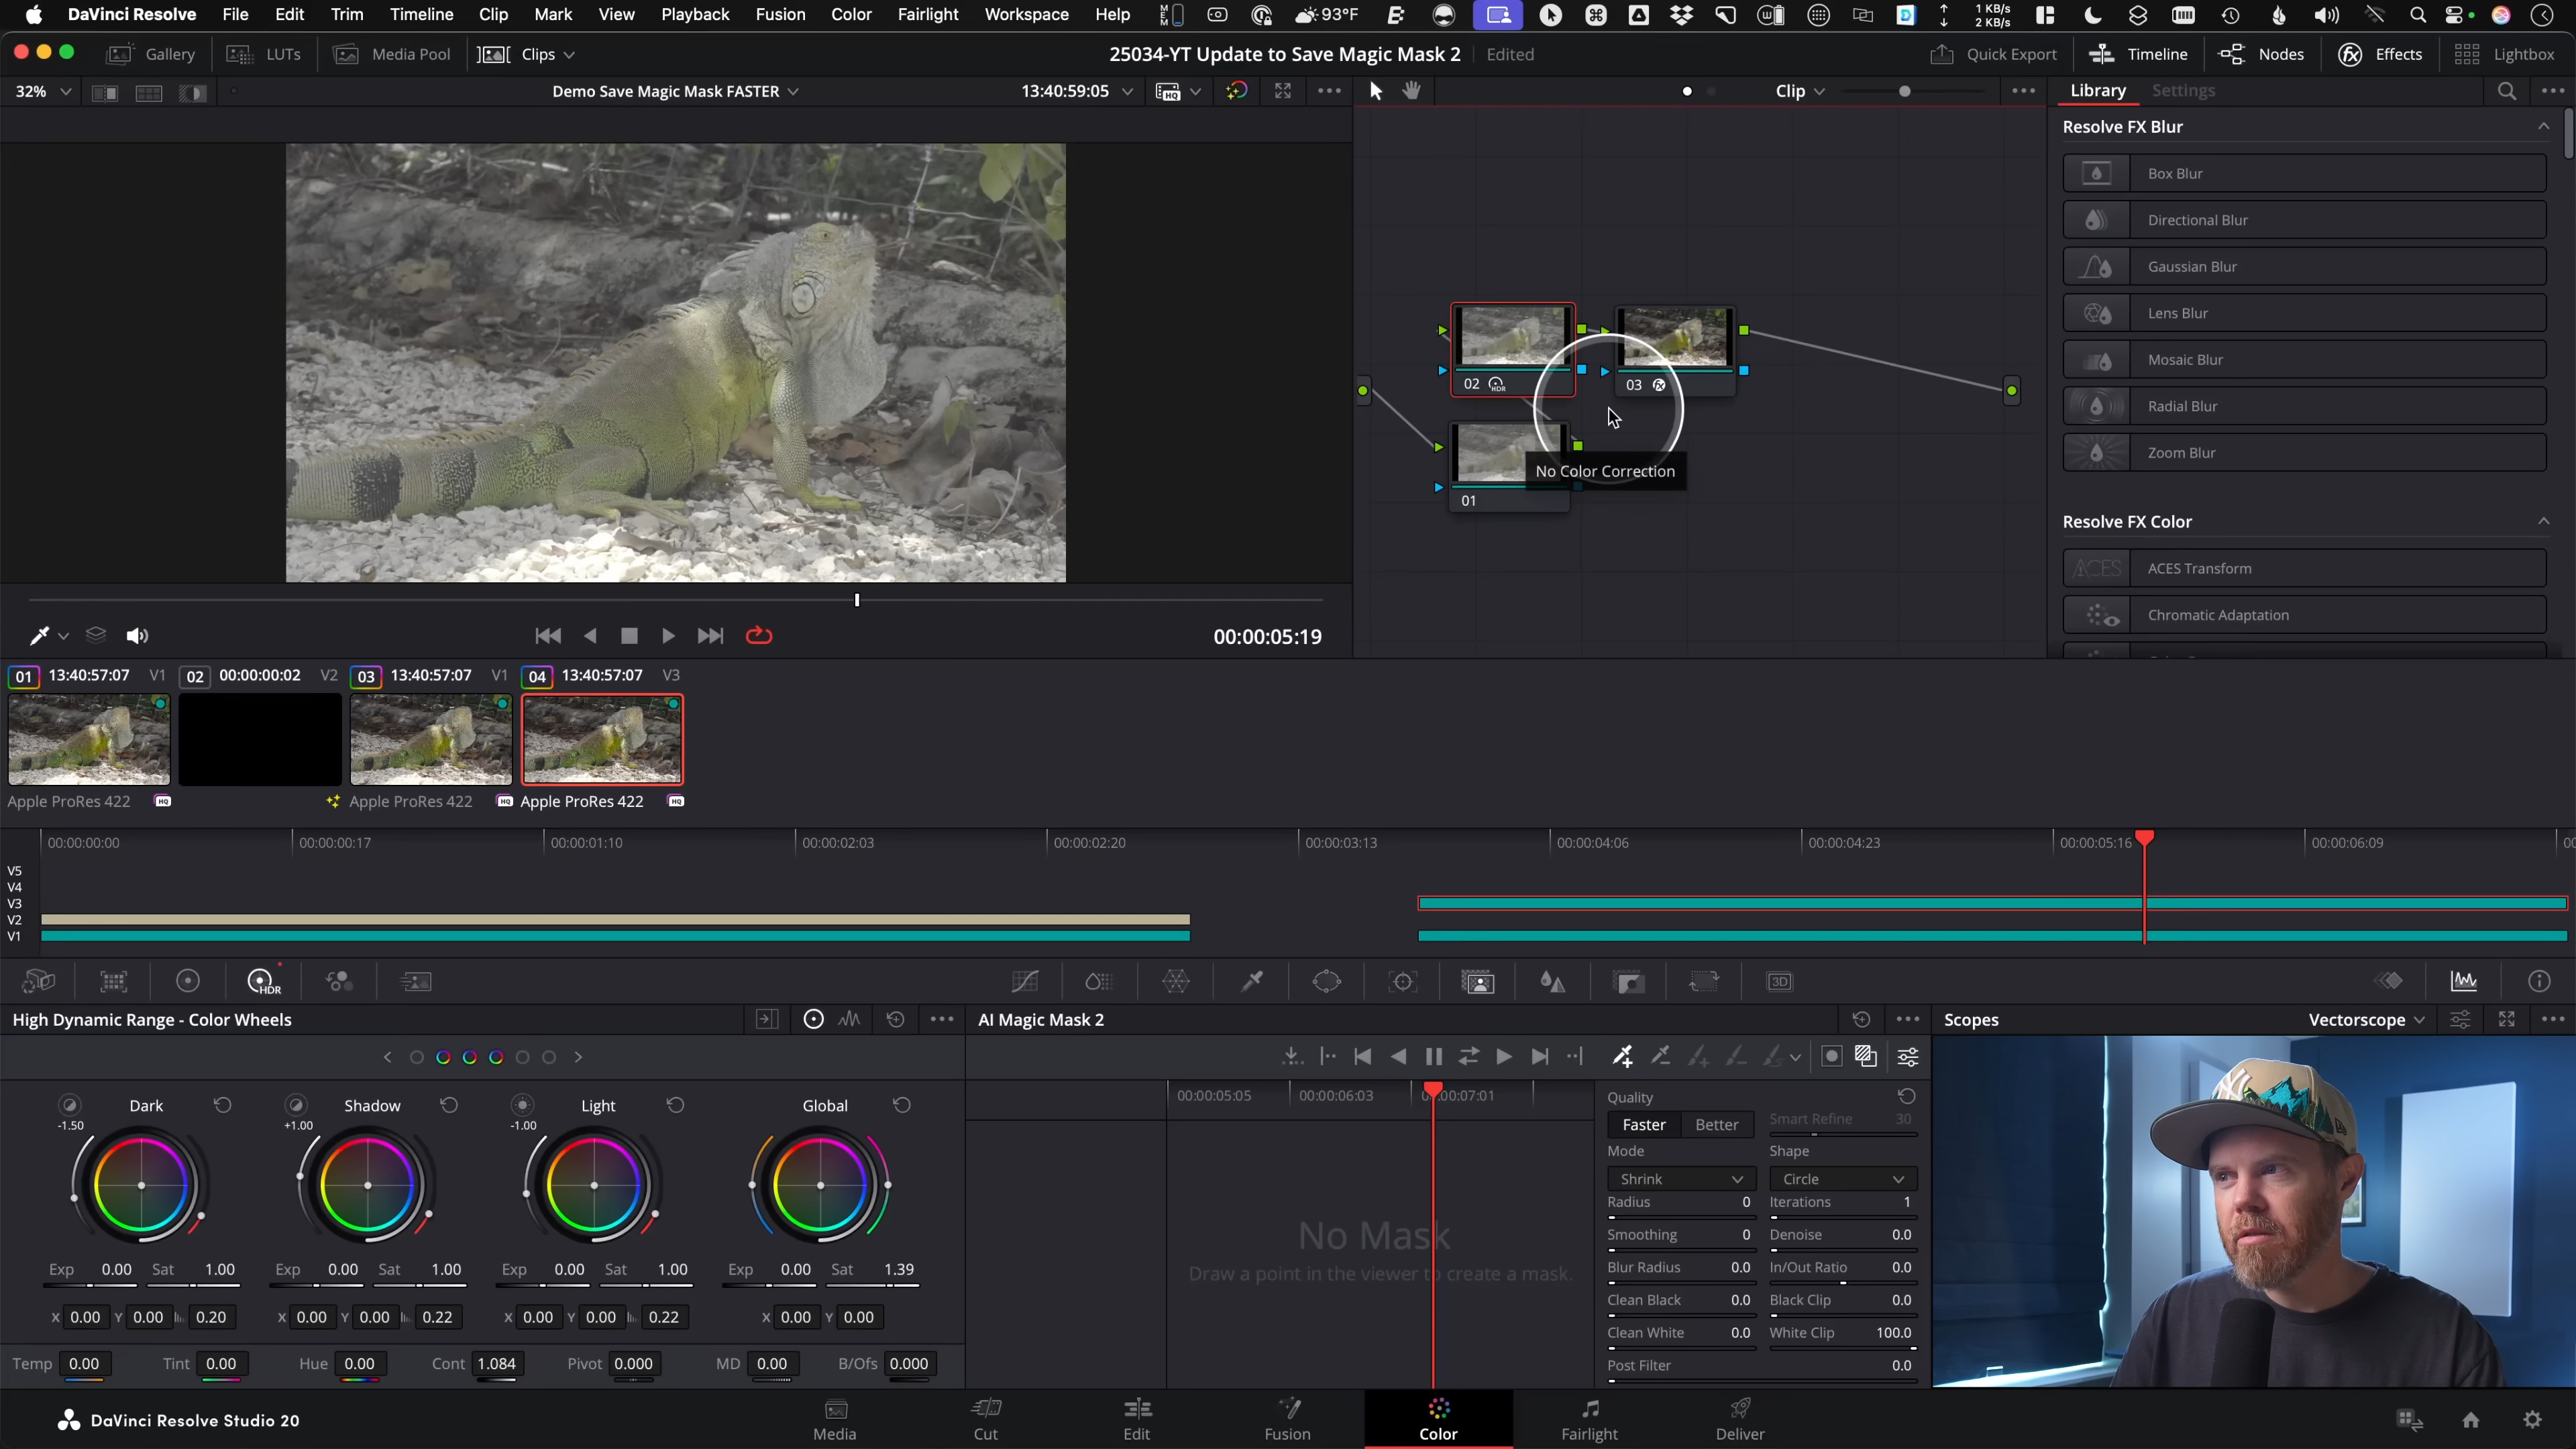 DaVinci Resolve File Edit Trim Timeline Clip Mark View Playback Fusion Color Fairlight Workspace Help 93°F 1 KB/s 2 KB/s
Gallery LUTs Media Pool Clips 25034-YT Update to Save Magic Mask 2 Edited Quick Export Timeline Nodes Effects Lightbox
32% Demo Save Magic Mask FASTER 13:40:59:05 Clip Library Settings
Resolve FX Blur
Box Blur
Directional Blur
Gaussian Blur
Lens Blur
Mosaic Blur
Radial Blur
Zoom Blur
Resolve FX Color
ACES Transform
Chromatic Adaptation
02 HDR 03
No Color Correction
01
00:00:05:19
01 13:40:57:07 V1 02 00:00:00:02 V2 03 13:40:57:07 V1 04 13:40:57:07 V3
Apple ProRes 422 HQ Apple ProRes 422 HQ Apple ProRes 422 HQ
00:00:00:00 00:00:00:17 00:00:01:10 00:00:02:03 00:00:02:20 00:00:03:13 00:00:04:06 00:00:04:23 00:00:05:16 00:00:06:09
V5
V4
V3
V2
V1
HDR 3D
High Dynamic Range - Color Wheels AI Magic Mask 2 Scopes Vectorscope
Dark Shadow Light Global
-1.50 +1.00 -1.00
Exp 0.00 Sat 1.00 Exp 0.00 Sat 1.00 Exp 0.00 Sat 1.00 Exp 0.00 Sat 1.39
X 0.00 Y 0.00 0.20 X 0.00 Y 0.00 0.22 X 0.00 Y 0.00 0.22 X 0.00 Y 0.00
Temp 0.00 Tint 0.00 Hue 0.00 Cont 1.084 Pivot 0.000 MD 0.00 B/Ofs 0.000
00:00:05:05 00:00:06:03
No Mask
Draw a point in the viewer to create a mask.
Quality
Faster Better Smart Refine 30
Mode Shape
Shrink Circle
Radius 0 Iterations 1
Smoothing 0 Denoise 0.0
Blur Radius 0.0 In/Out Ratio 0.0
Clean Black 0.0 Black Clip 0.0
Clean White 0.0 White Clip 100.0
Post Filter 0.0
DaVinci Resolve Studio 20 Media Cut Edit Fusion Color Fairlight Deliver